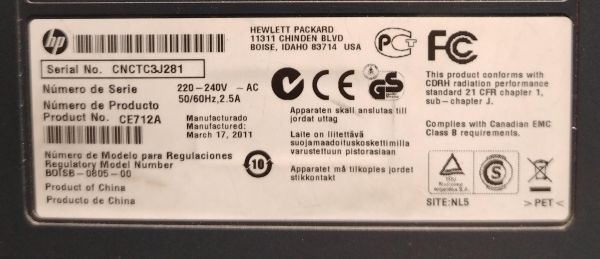 hp
HEWLETT PACKARD
11311 CHINDEN BLVD
BOISE, IDAHO 83714 USA
FC
Serial No. CNCTC3J281
Número de Serie
Número de Producto
Product No. CE712A
220-240V ~ AC
50/60Hz, 2.5A
Manufacturado
Manufactured:
March 17, 2011
CE
GS
Apparaten skall anslutas till
jordat uttag
Laite on liitettävä
suojamaadoituskoskettimilla
varustettuun pistorasiaan
Apparatet må tilkoples jordet
stikkontakt
This product conforms with
CDRH radiation performance
standard 21 CFR chapter 1,
sub-chapter J.
Complies with Canadian EMC
Class B requirements.
Número de Modelo para Regulaciones
Regulatory Model Number
BOISB-0805-00
10
Product of China
Producto de China
S
SITE:NL5
> PET <